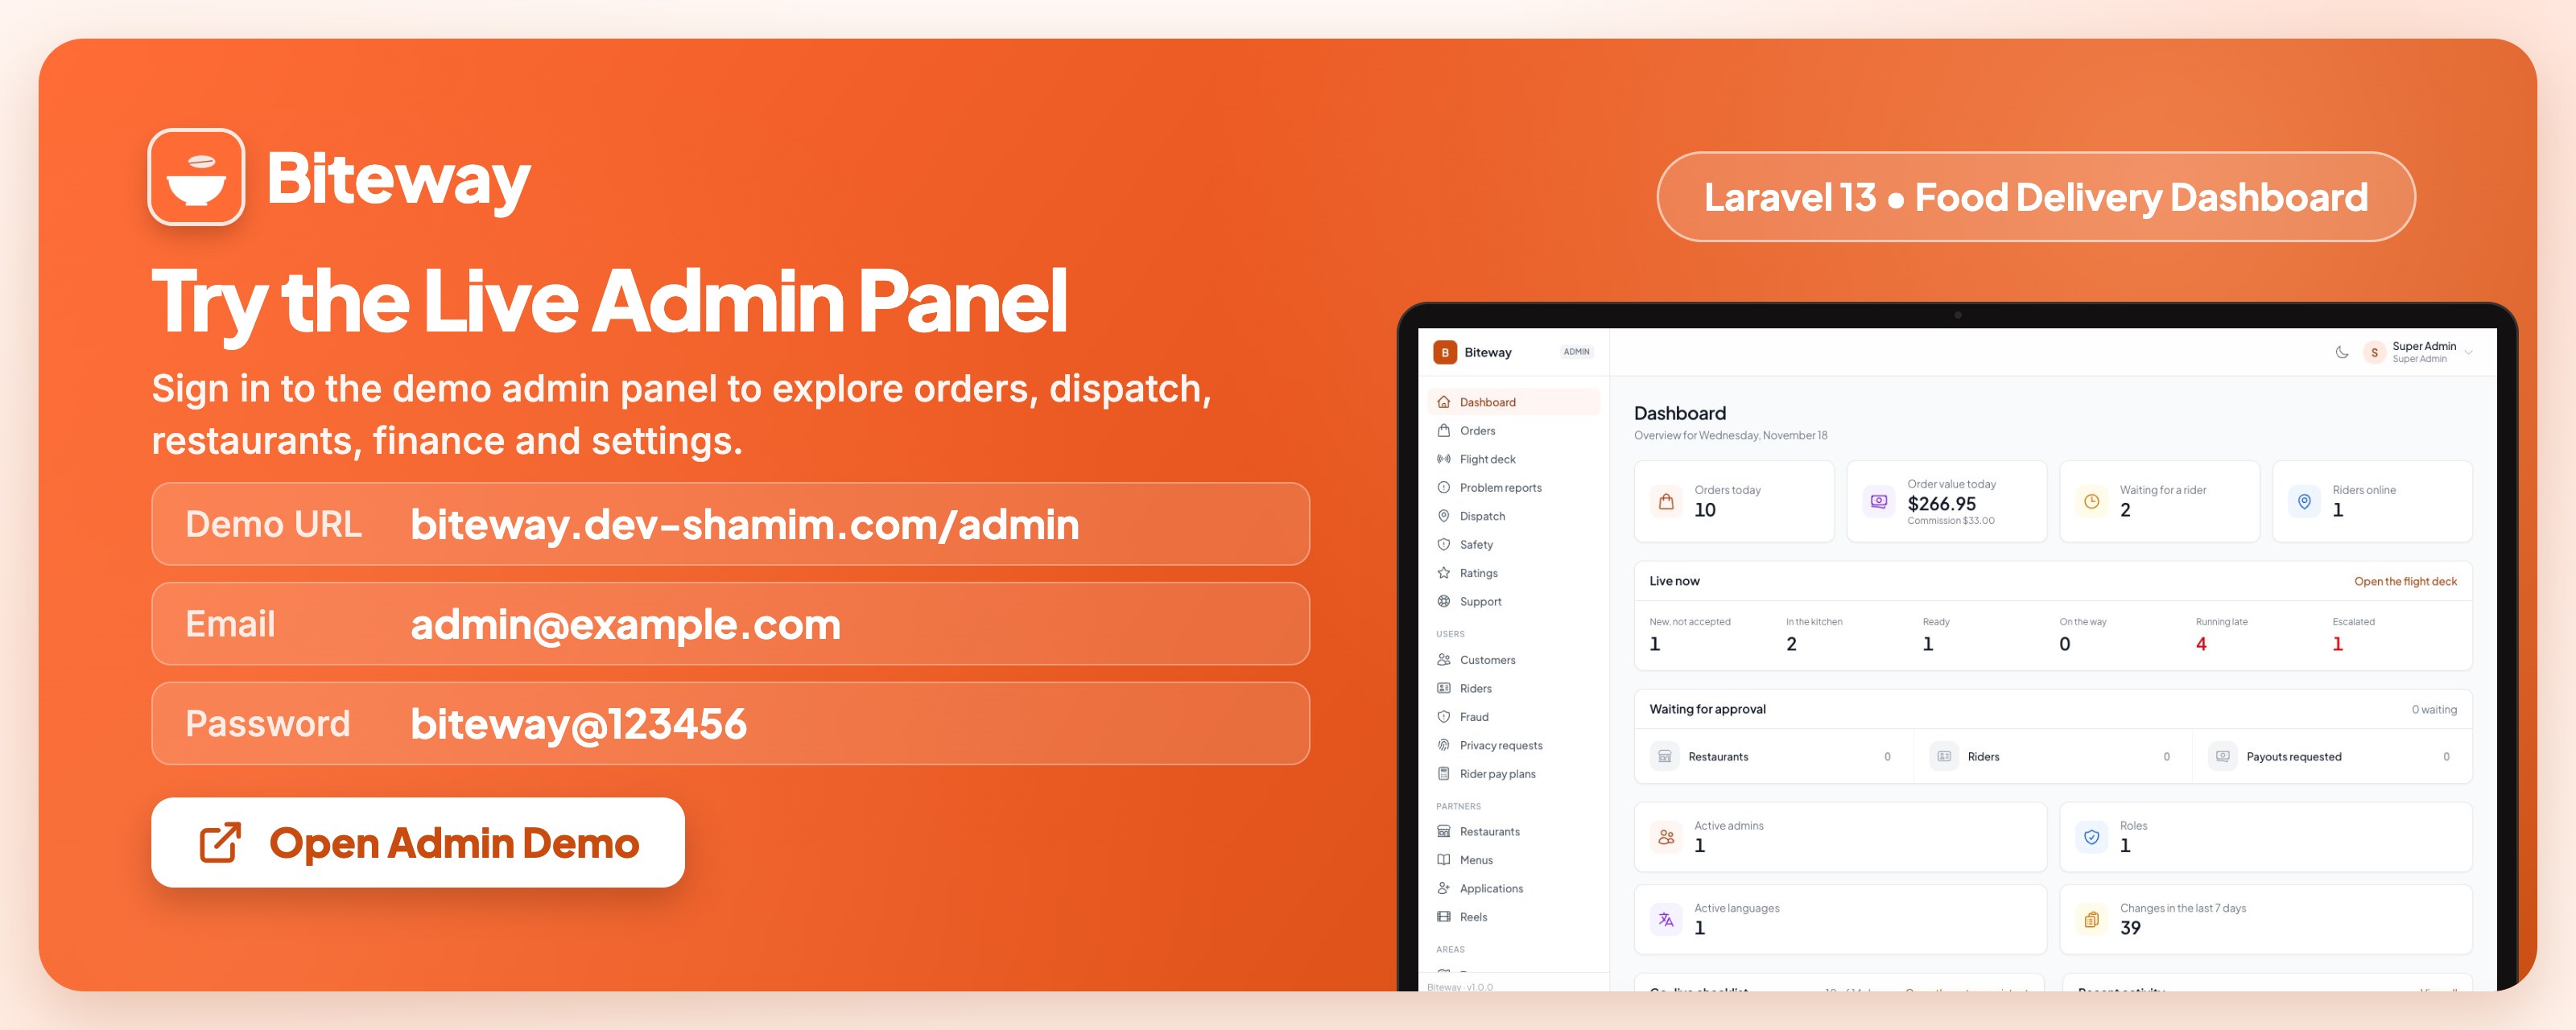 Biteway
Laravel 13 • Food Delivery Dashboard
Try the Live Admin Panel
Sign in to the demo admin panel to explore orders, dispatch,
restaurants, finance and settings.
Demo URL biteway.dev-shamim.com/admin
Email admin@example.com
Password biteway@123456
Open Admin Demo
B Biteway ADMIN
S Super Admin
Super Admin
Dashboard
Orders
Flight deck
Problem reports
Dispatch
Safety
Ratings
Support
USERS
Customers
Riders
Fraud
Privacy requests
Rider pay plans
PARTNERS
Restaurants
Menus
Applications
Reels
AREAS
Biteway · v1.0.0
Dashboard
Overview for Wednesday, November 18
Orders today
10
Order value today
$266.95
Commission $33.00
Waiting for a rider
2
Riders online
1
Live now Open the flight deck
New, not accepted In the kitchen Ready On the way Running late Escalated
1 2 1 0 4 1
Waiting for approval 0 waiting
Restaurants 0 Riders 0 Payouts requested 0
Active admins
1
Roles
1
Active languages
1
Changes in the last 7 days
39